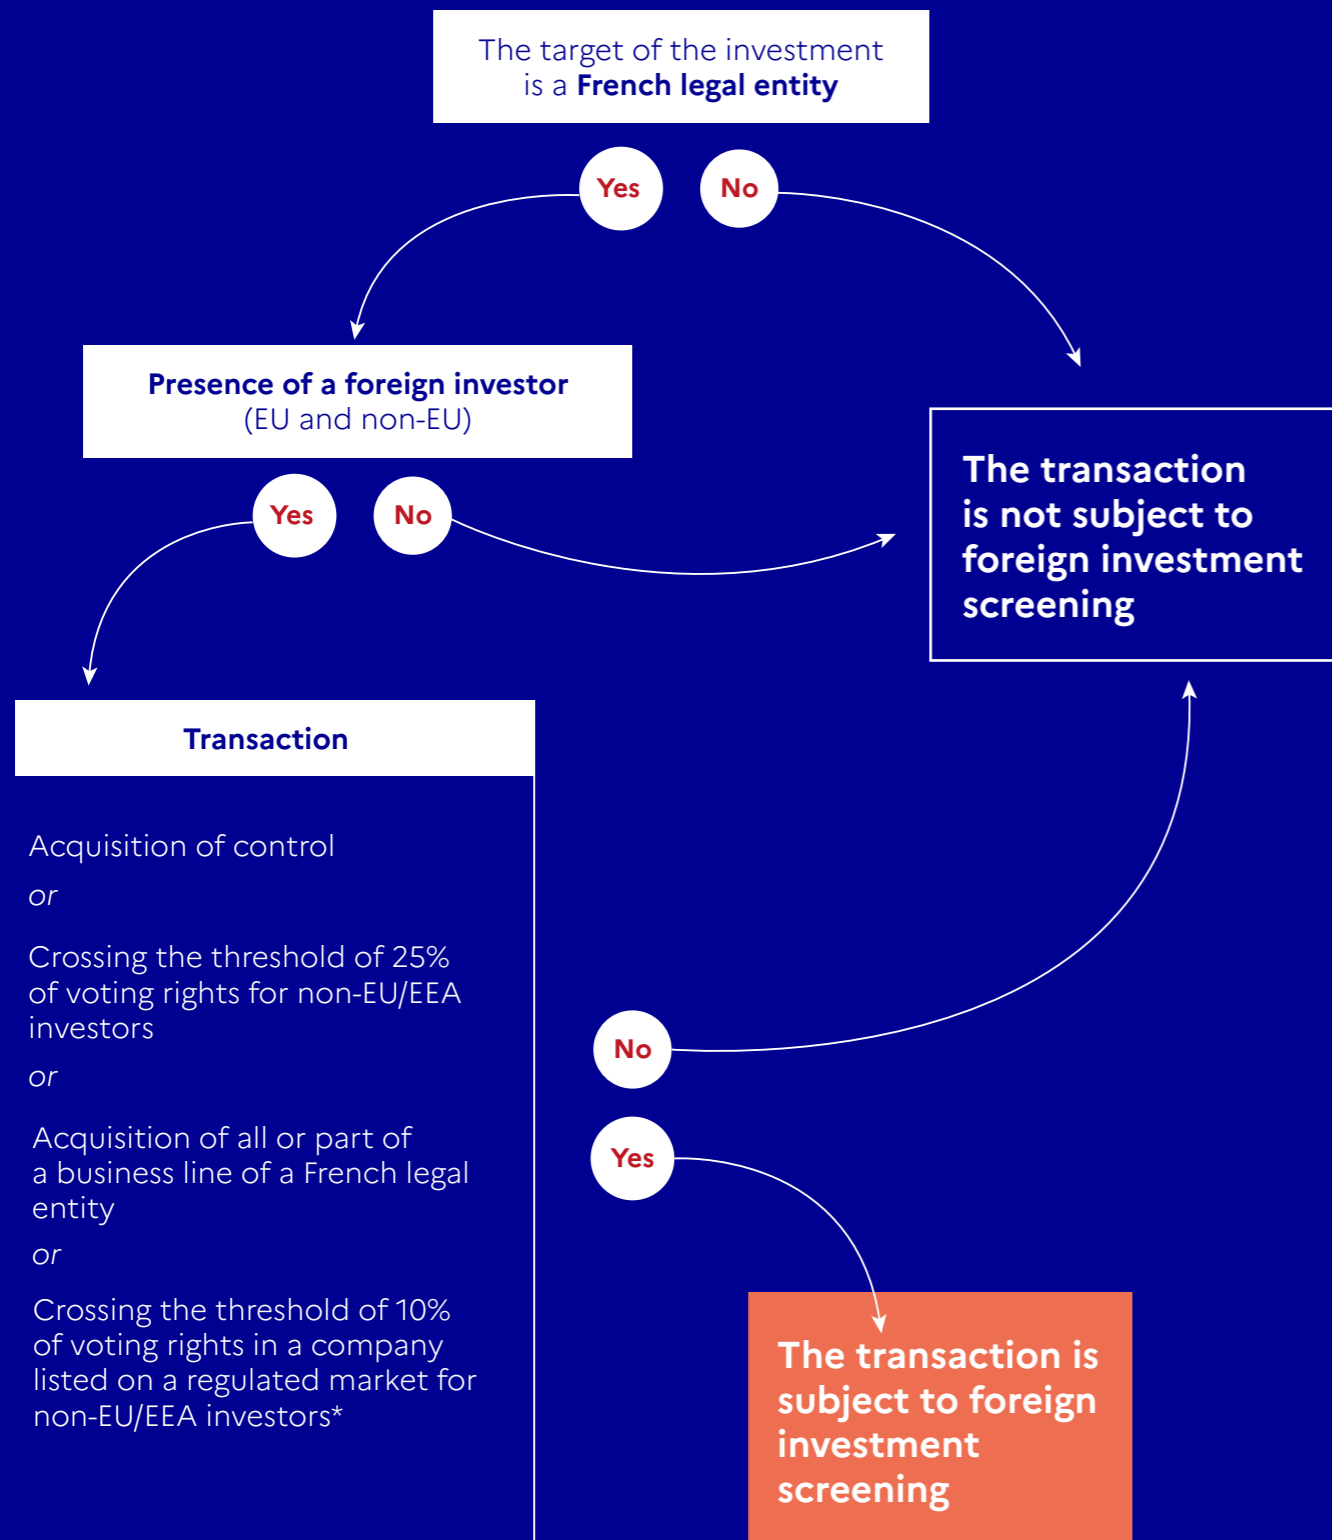 The target of the investment
is a French legal entity
Yes
No
Presence of a foreign investor
(EU and non-EU)
Yes
No
The transaction
is not subject to
foreign investment
screening
Transaction
Acquisition of control
or
Crossing the threshold of 25%
of voting rights for non-EU/EEA
investors
or
Acquisition of all or part of
a business line of a French legal
entity
or
Crossing the threshold of 10%
of voting rights in a company
listed on a regulated market for
non-EU/EEA investors*
No
Yes
The transaction is
subject to foreign
investment
screening